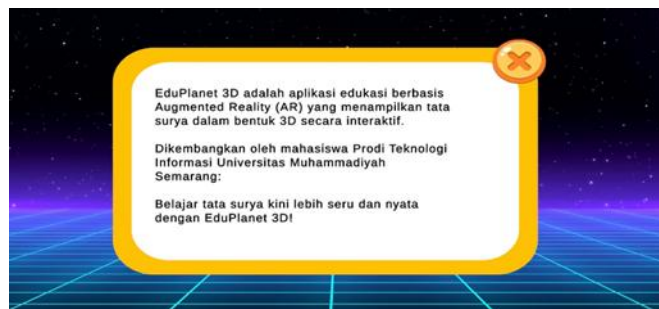 EduPlanet 3D adalah aplikasi edukasi berbasis
Augmented Reality (AR) yang menampilkan tata
surya dalam bentuk 3D secara interaktif.
Dikembangkan oleh mahasiswa Prodi Teknologi
Informasi Universitas Muhammadiyah
Semarang:
Belajar tata surya kini lebih seru dan nyata
dengan EduPlanet 3D!